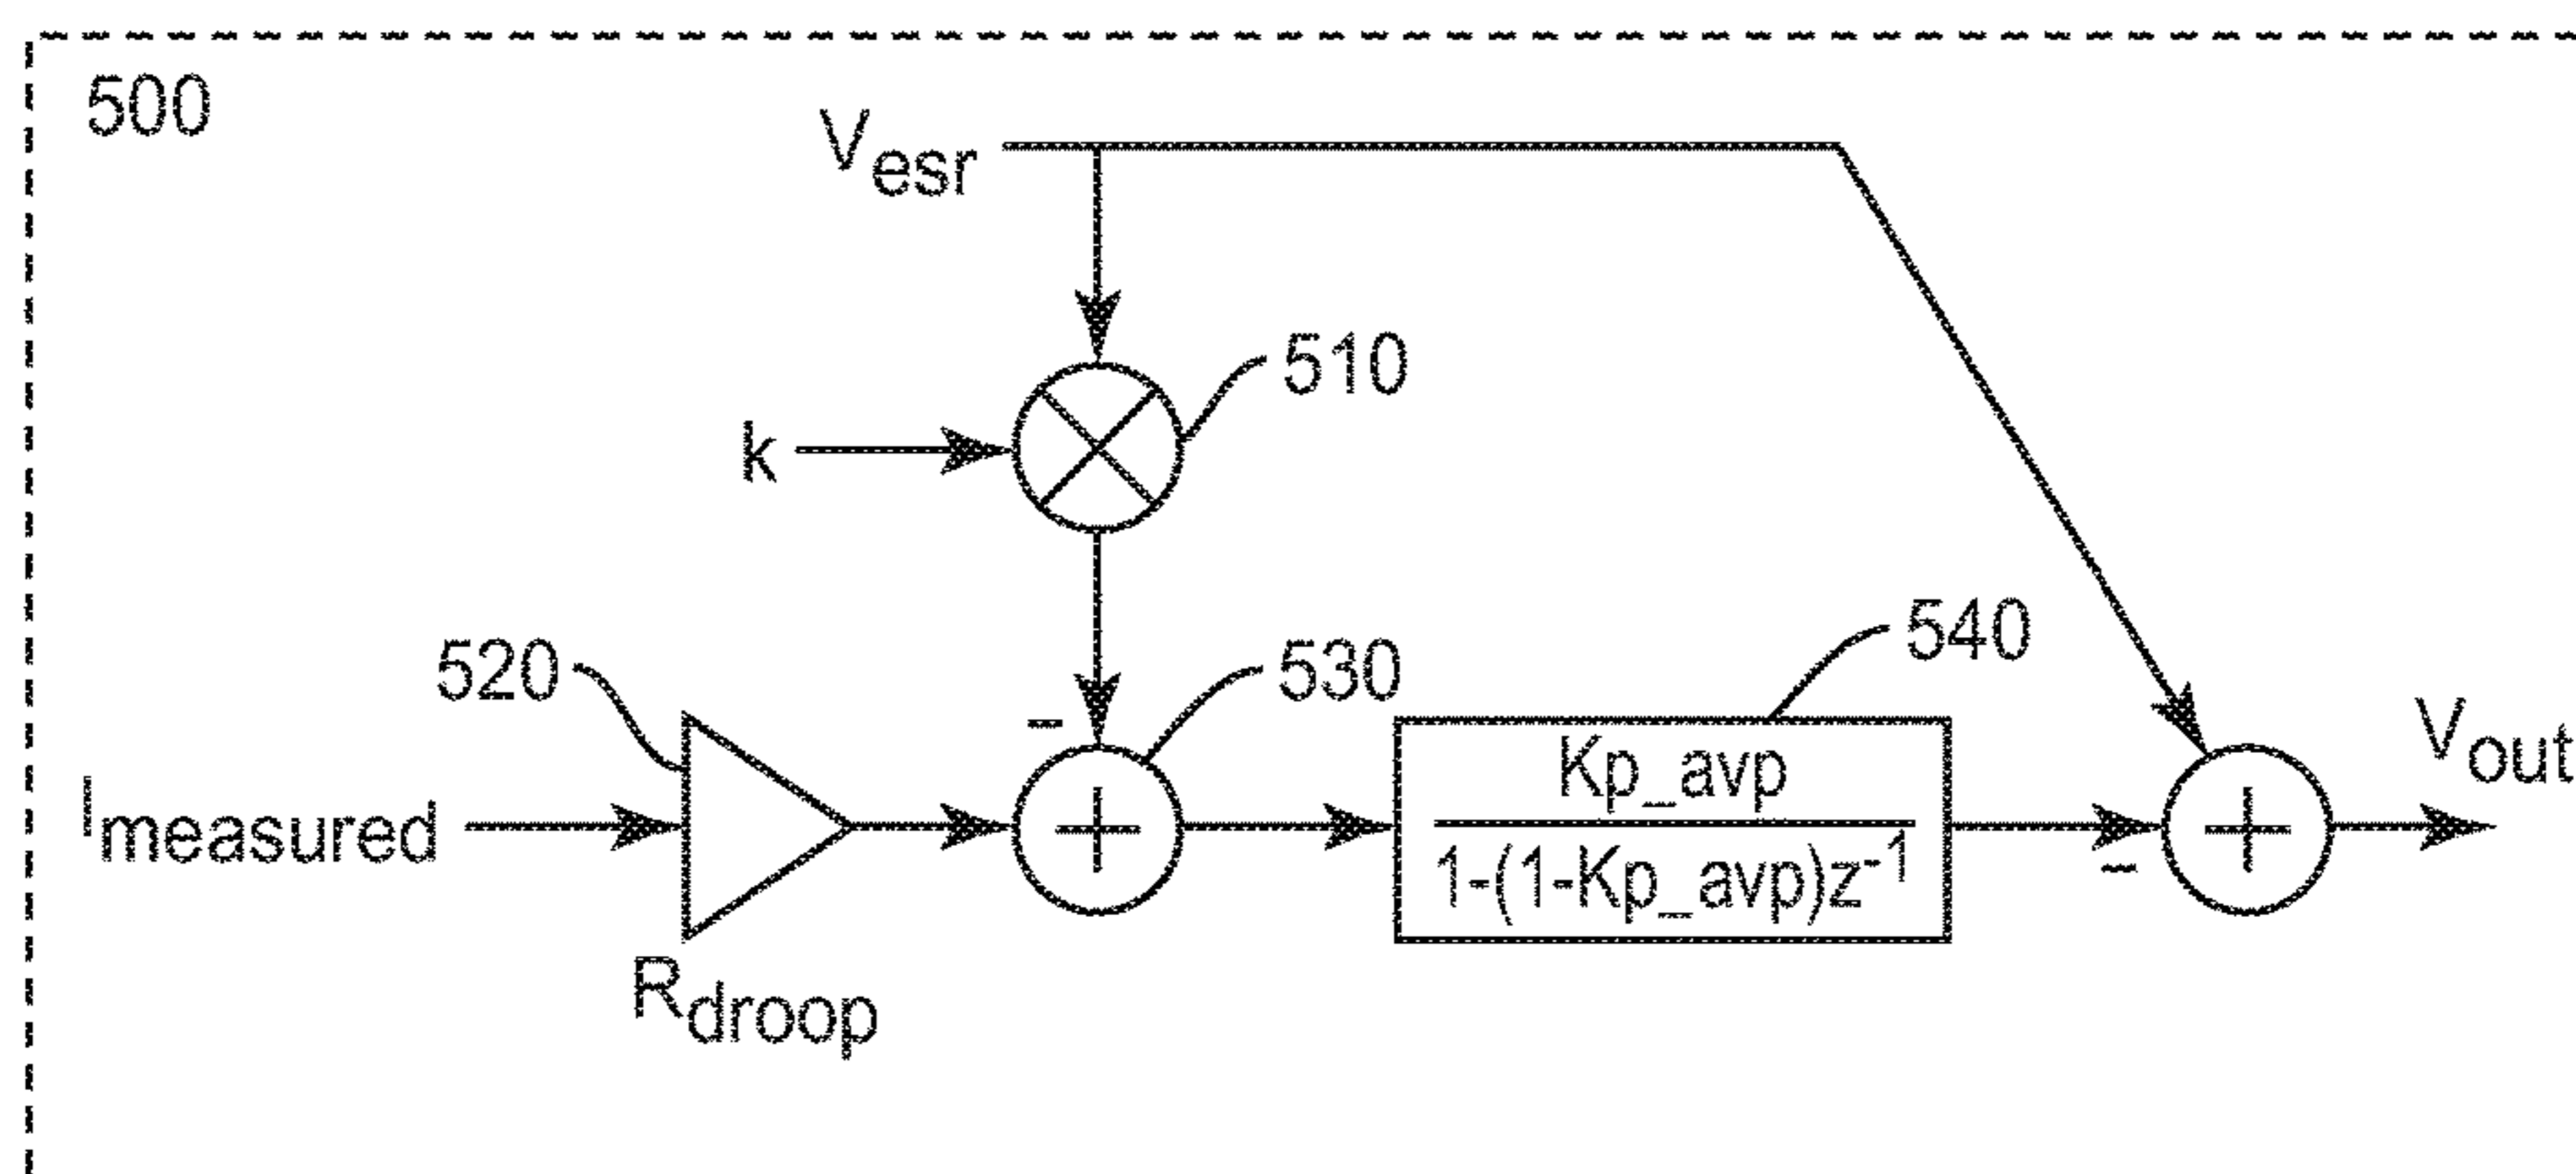 500
Vesr
510
k
520
530
540
Imeasured
Kp_avp
1-(1-Kp_avp)z⁻¹
-
+
-
+
Vout
Rdroop